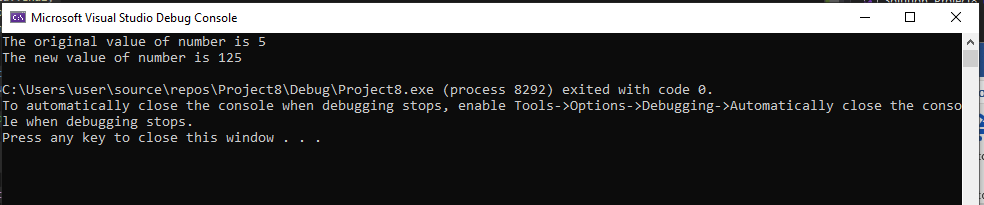 Microsoft Visual Studio Debug Console
The original value of number is 5
The new value of number is 125
C:\Users\user\source\repos\Project8\Debug\Project8.exe (process 8292) exited with code 0.
To automatically close the console when debugging stops, enable Tools->Options->Debugging->Automatically close the conso
le when debugging stops.
Press any key to close this window . . .